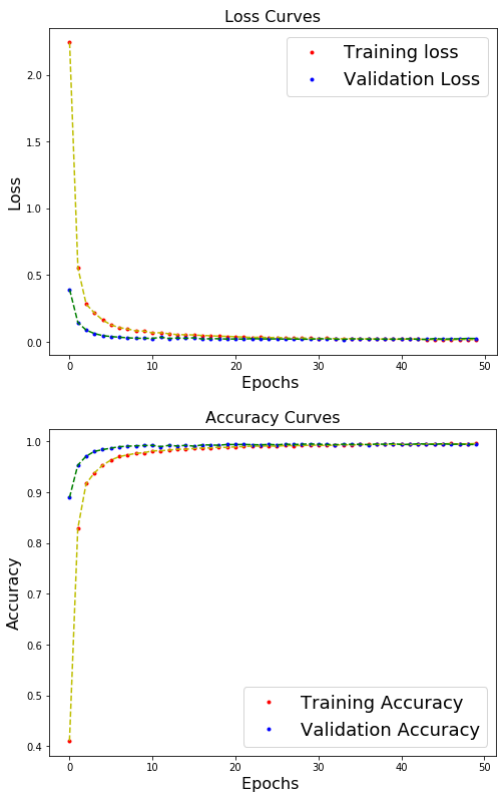 Loss Curves
Training loss
Validation Loss
2.0
1.5
1.0
0.5
0.0
Loss
0 10 20 30 40 50
Epochs
Accuracy Curves
1.0
0.9
0.8
0.7
0.6
0.5
0.4
Accuracy
Training Accuracy
Validation Accuracy
0 10 20 30 40 50
Epochs